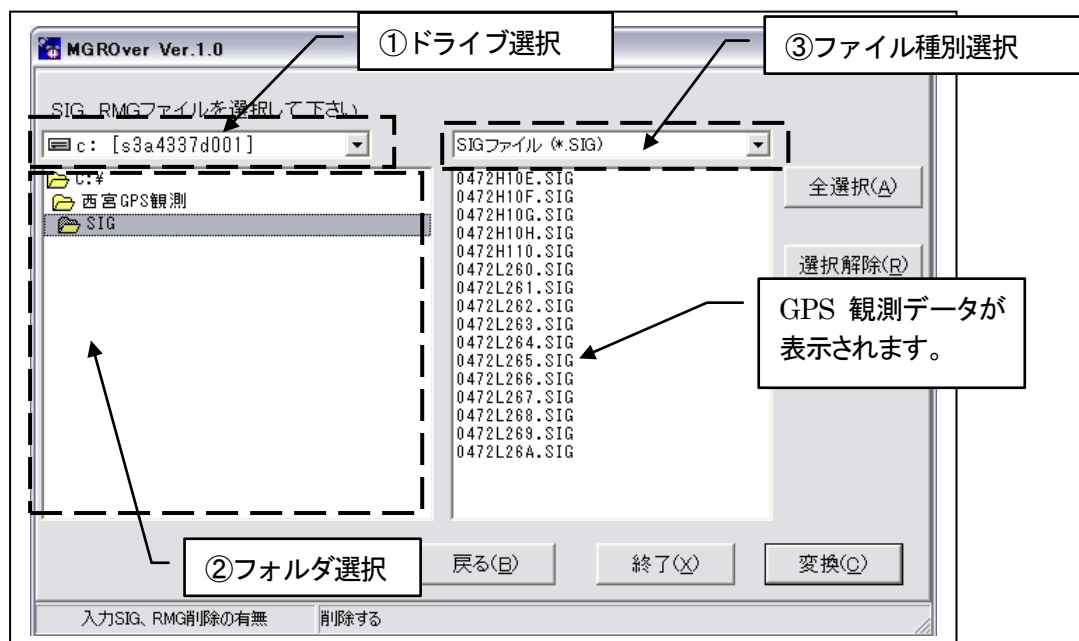 MGROver Ver.1.0
①ドライブ選択
③ファイル種別選択
SIG、RMGファイルを選択して下さい
c: [s3a4337d001]
SIGファイル (*.SIG)
C:¥
西宮GPS観測
SIG
0472H10E.SIG
0472H10F.SIG
0472H10G.SIG
0472H10H.SIG
0472H110.SIG
0472L260.SIG
0472L261.SIG
0472L262.SIG
0472L263.SIG
0472L264.SIG
0472L265.SIG
0472L266.SIG
0472L267.SIG
0472L268.SIG
0472L269.SIG
0472L26A.SIG
全選択(A)
選択解除(R)
GPS 観測データが
表示されます。
②フォルダ選択
戻る(B)
終了(X)
変換(C)
入力SIG、RMG削除の有無
削除する